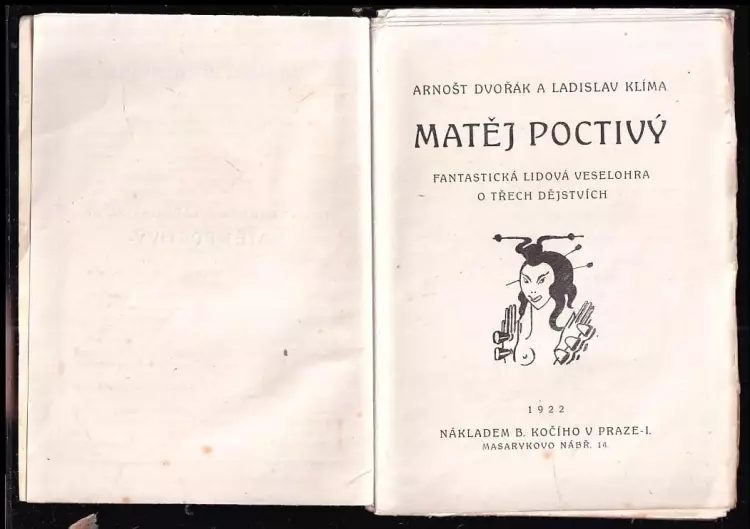 ARNOŠT DVOŘÁK A LADISLAV KLÍMA
MATĚJ POCTIVÝ
FANTASTICKÁ LIDOVÁ VESELOHRA
O TŘECH DĚJSTVÍCH
1922
NÁKLADEM B. KOČÍHO V PRAZE-I.
MASARYKOVO NÁBŘ. 14